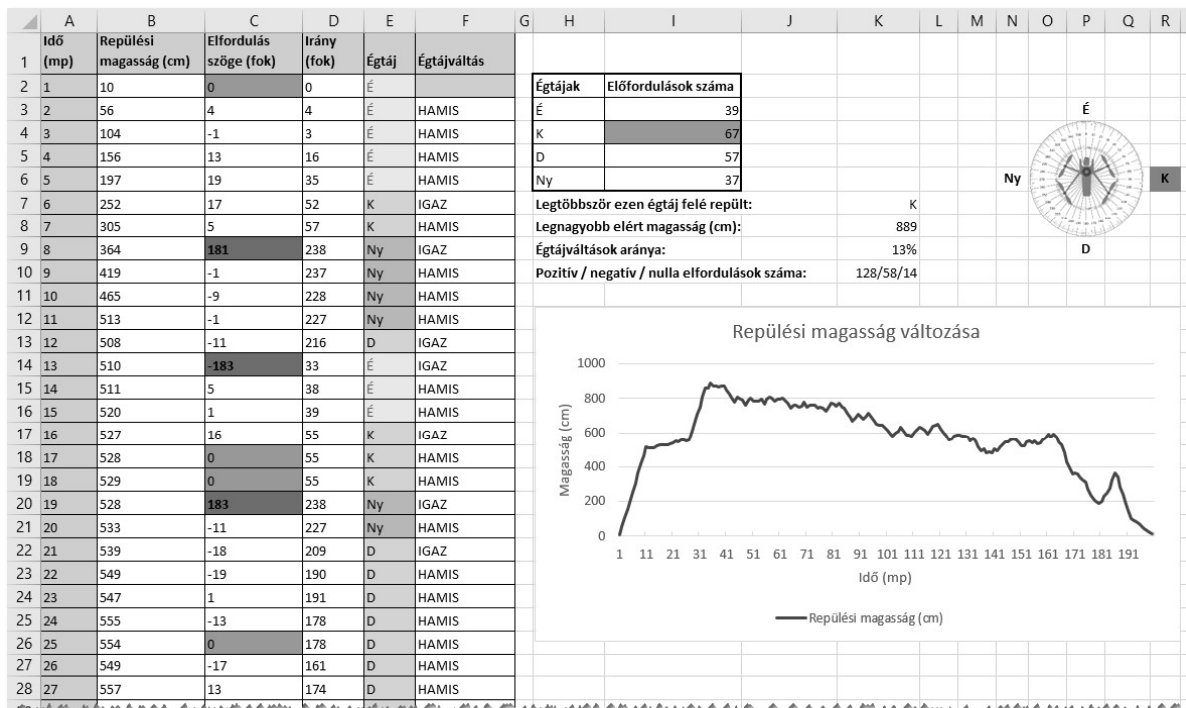 A B C D E F G H I J K L M N O P Q R
1 Idő (mp) Repülési magasság (cm) Elfordulás szöge (fok) Irány (fok) Égtáj Égtájváltás
2 1 10 0 0 É Égtájak Előfordulások száma
3 2 56 4 4 É HAMIS É 39 É
4 3 104 -1 3 É HAMIS K 67
5 4 156 13 16 É HAMIS D 57
6 5 197 19 35 É HAMIS Ny 37 Ny K
7 6 252 17 52 K IGAZ Legtöbbször ezen égtáj felé repült: K
8 7 305 5 57 K HAMIS Legnagyobb elért magasság (cm): 889
9 8 364 181 238 Ny IGAZ Égtájváltások aránya: 13% D
10 9 419 -1 237 Ny HAMIS Pozitív / negatív / nulla elfordulások száma: 128/58/14
11 10 465 -9 228 Ny HAMIS
12 11 513 -1 227 Ny HAMIS
13 12 508 -11 216 D IGAZ
14 13 510 -183 33 É IGAZ
15 14 511 5 38 É HAMIS
16 15 520 1 39 É HAMIS
17 16 527 16 55 K IGAZ
18 17 528 0 55 K HAMIS
19 18 529 0 55 K HAMIS
20 19 528 183 238 Ny IGAZ
21 20 533 -11 227 Ny HAMIS
22 21 539 -18 209 D IGAZ
23 22 549 -19 190 D HAMIS
24 23 547 1 191 D HAMIS
25 24 555 -13 178 D HAMIS
26 25 554 0 178 D HAMIS
27 26 549 -17 161 D HAMIS
28 27 557 13 174 D HAMIS
Repülési magasság változása
Magasság (cm)
1000
800
600
400
200
0
1 11 21 31 41 51 61 71 81 91 101 111 121 131 141 151 161 171 181 191
Idő (mp)
Repülési magasság (cm)